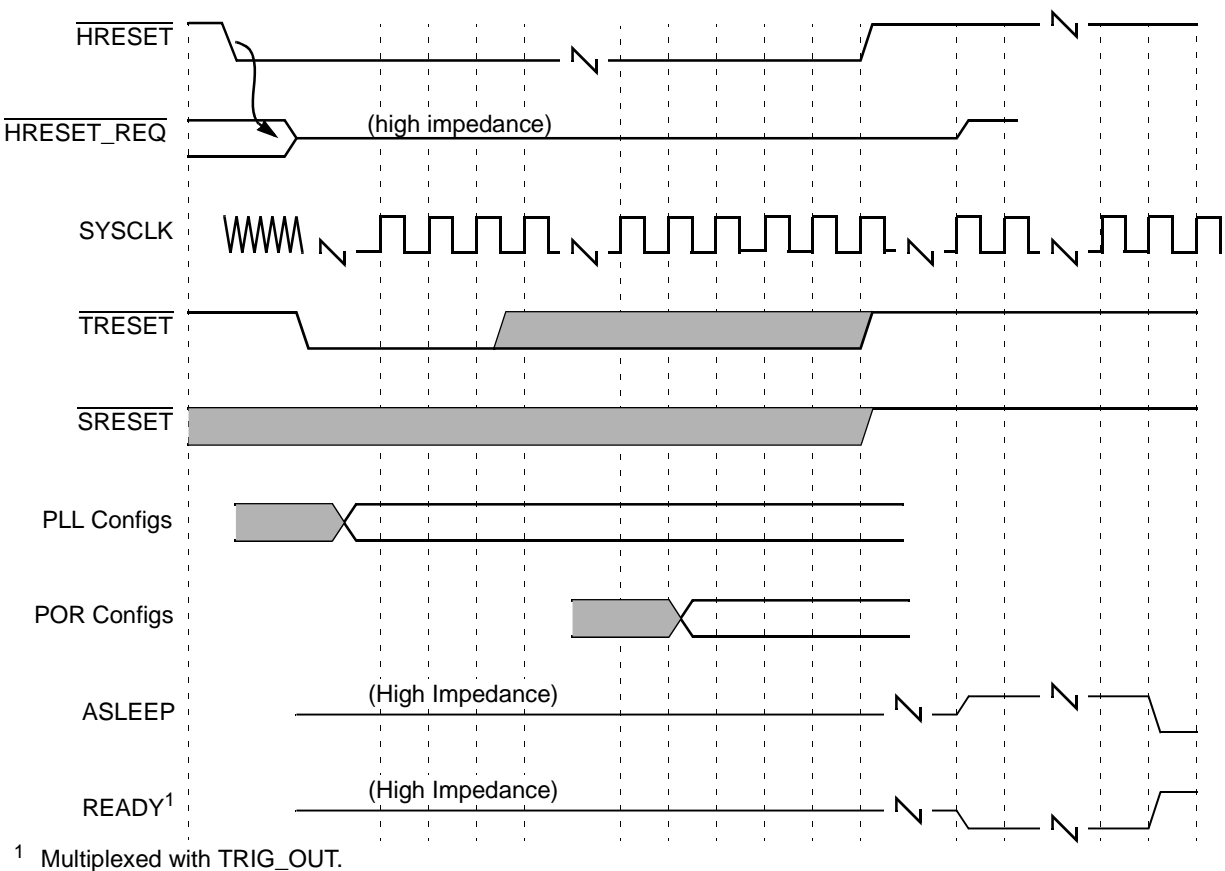 HRESET
HRESET_REQ
(high impedance)
SYSCLK
TRESET
SRESET
PLL Configs
POR Configs
ASLEEP
(High Impedance)
READY1
(High Impedance)
1 Multiplexed with TRIG_OUT.